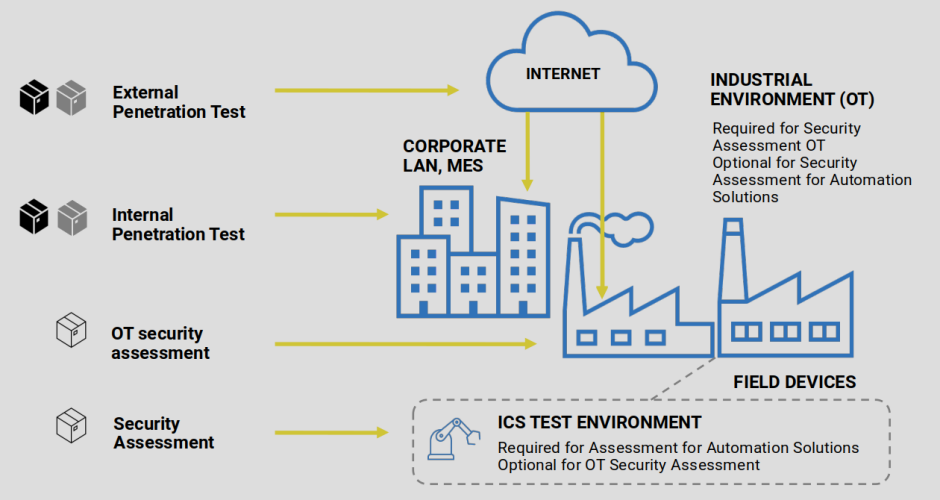 INTERNET
External
Penetration Test
INDUSTRIAL
ENVIRONMENT (OT)
Required for Security
Assessment OT
Optional for Security
Assessment for Automation
Solutions
CORPORATE
LAN, MES
Internal
Penetration Test
OT security
assessment
FIELD DEVICES
Security
Assessment
ICS TEST ENVIRONMENT
Required for Assessment for Automation Solutions
Optional for OT Security Assessment